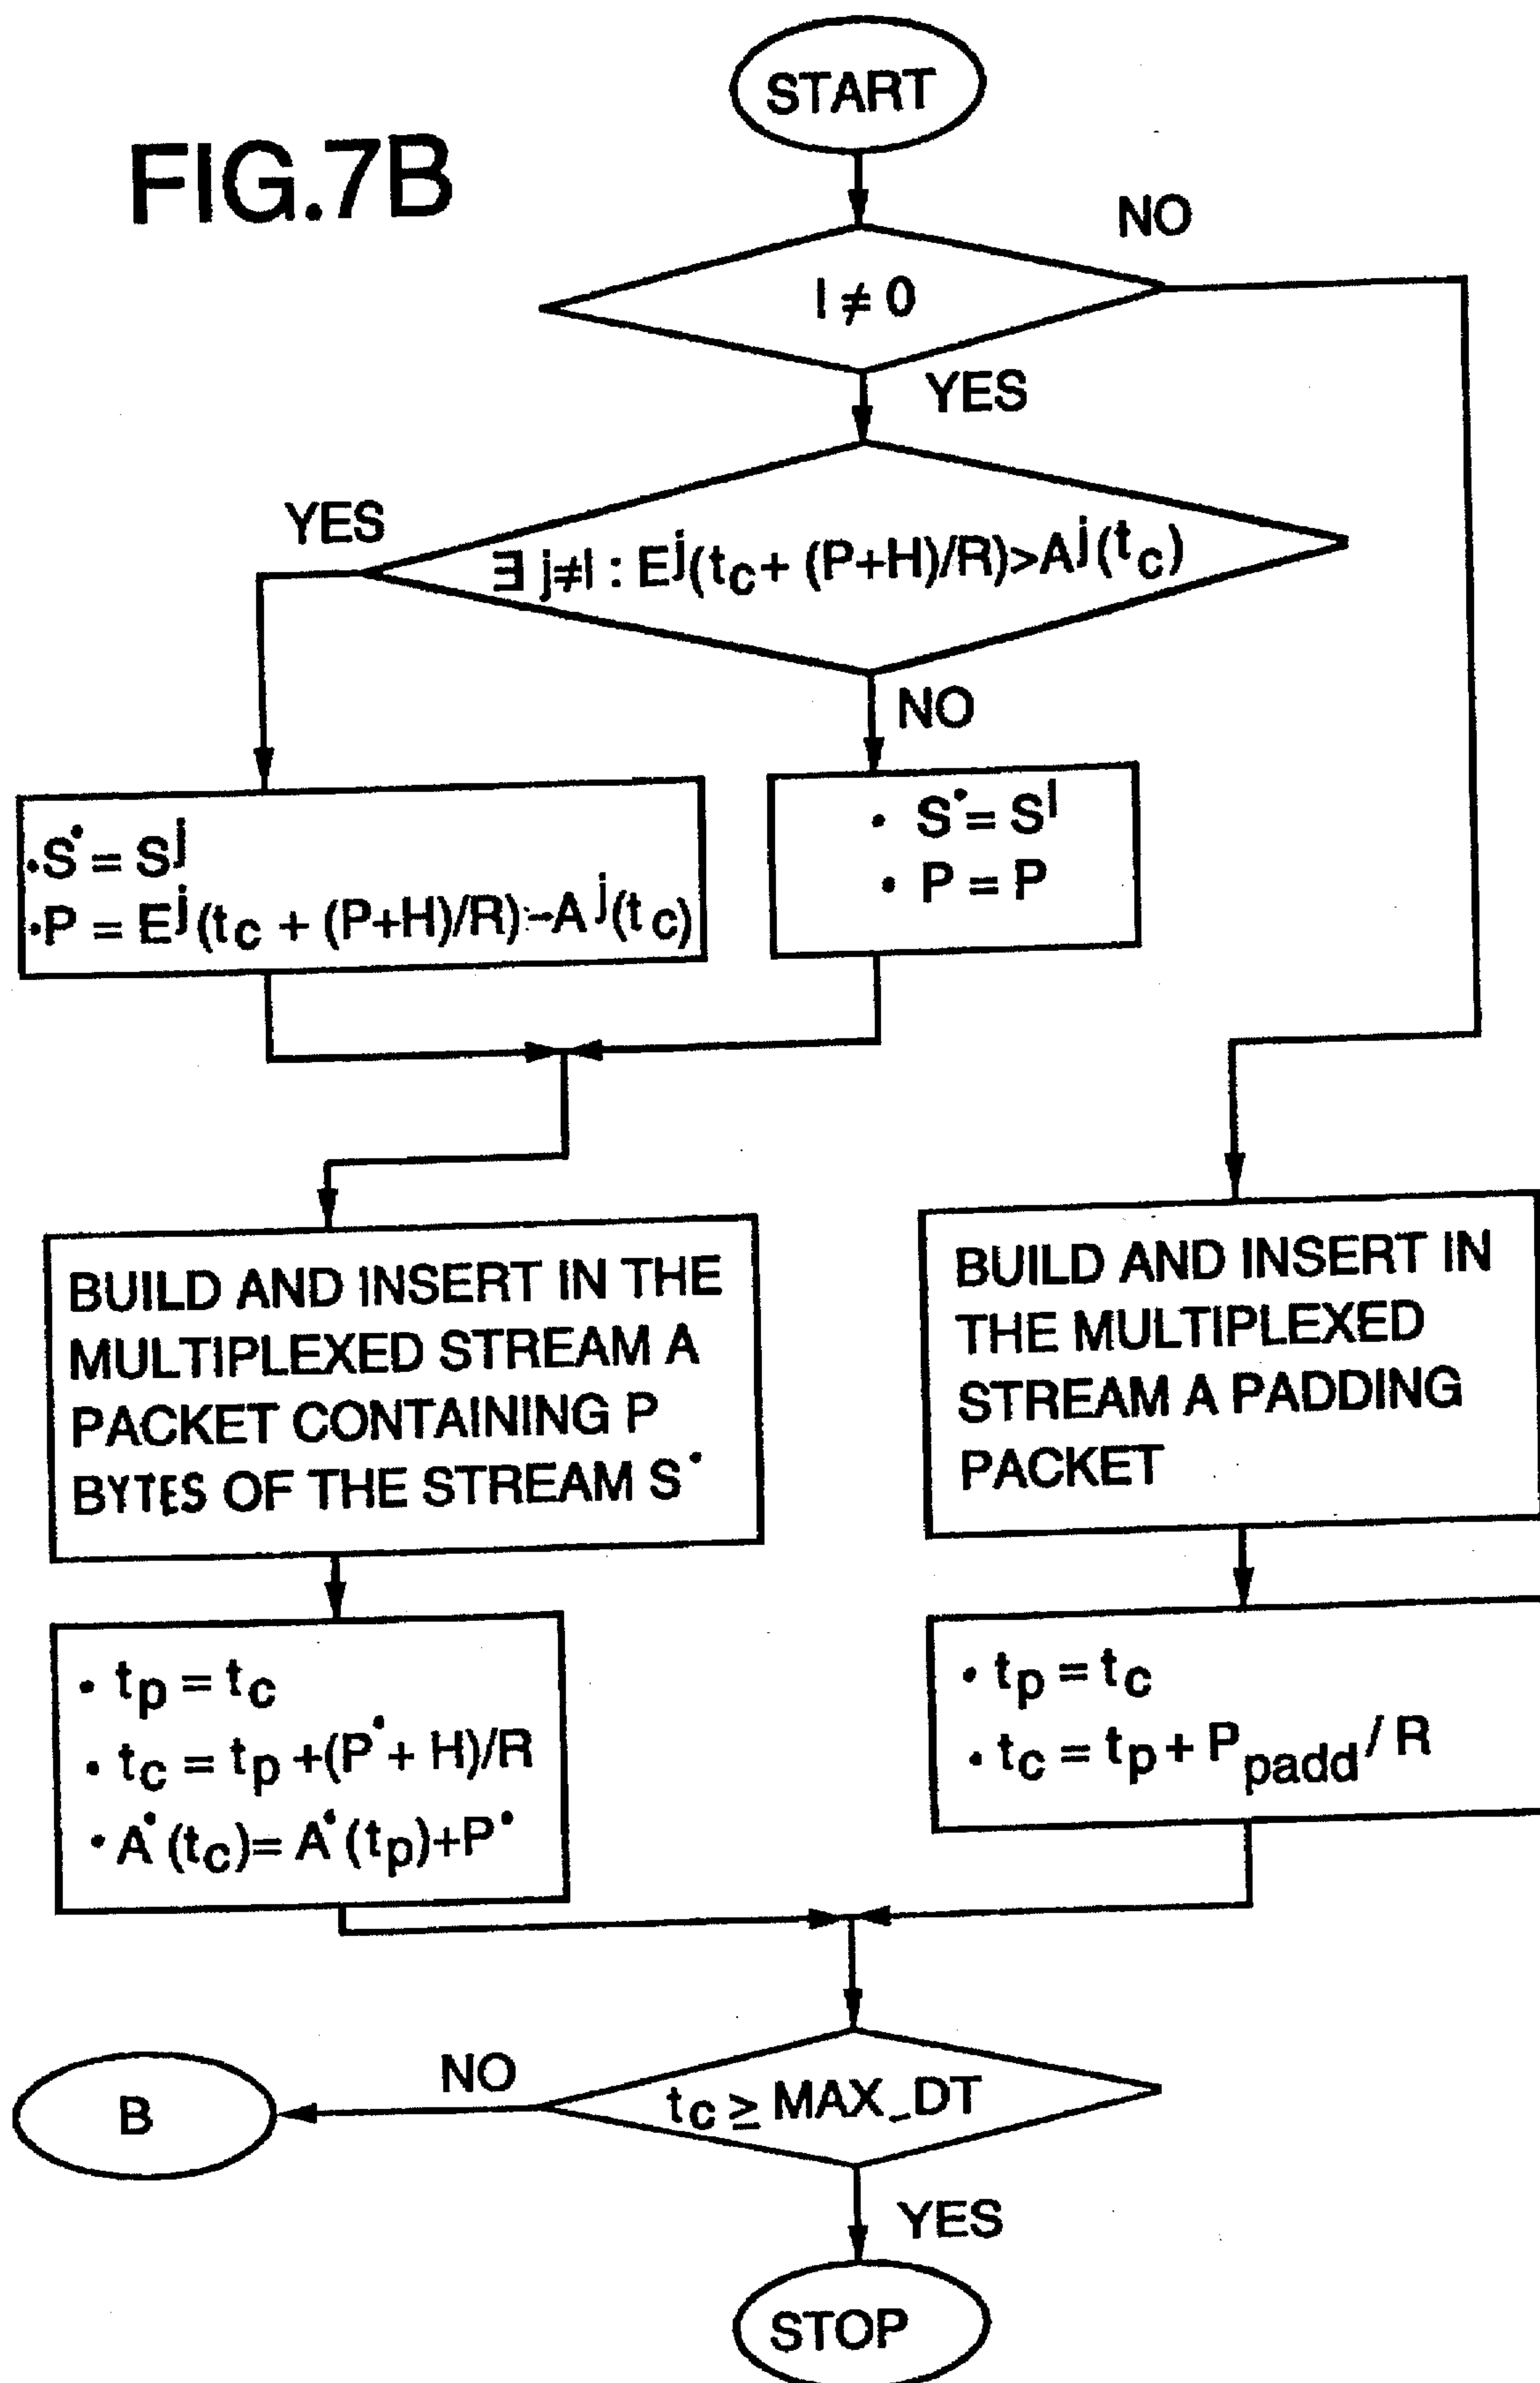 START
FIG.7B
NO
I ≠ 0
YES
YES
∃ j≠I : E^j(t_c + (P+H)/R)>A^j(t_c)
NO
•S• = S^j
•P = E^j(t_c + (P+H)/R)-A^j(t_c)
• S• = S^I
• P = P
BUILD AND INSERT IN THE
MULTIPLEXED STREAM A
PACKET CONTAINING P
BYTES OF THE STREAM S•
BUILD AND INSERT IN
THE MULTIPLEXED
STREAM A PADDING
PACKET
• t_p = t_c
• t_c = t_p +(P•+ H)/R
• A•(t_c)= A•(t_p)+P•
• t_p = t_c
• t_c = t_p + P_padd / R
NO
B
t_c ≥ MAX_DT
YES
STOP